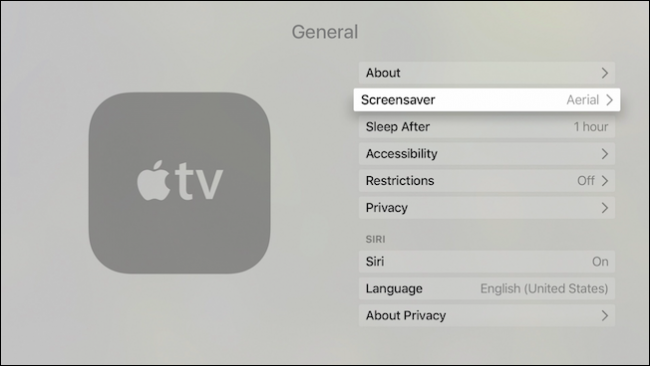 General
tv
About
Screensaver Aerial
Sleep After 1 hour
Accessibility
Restrictions Off
Privacy
SIRI
Siri On
Language English (United States)
About Privacy